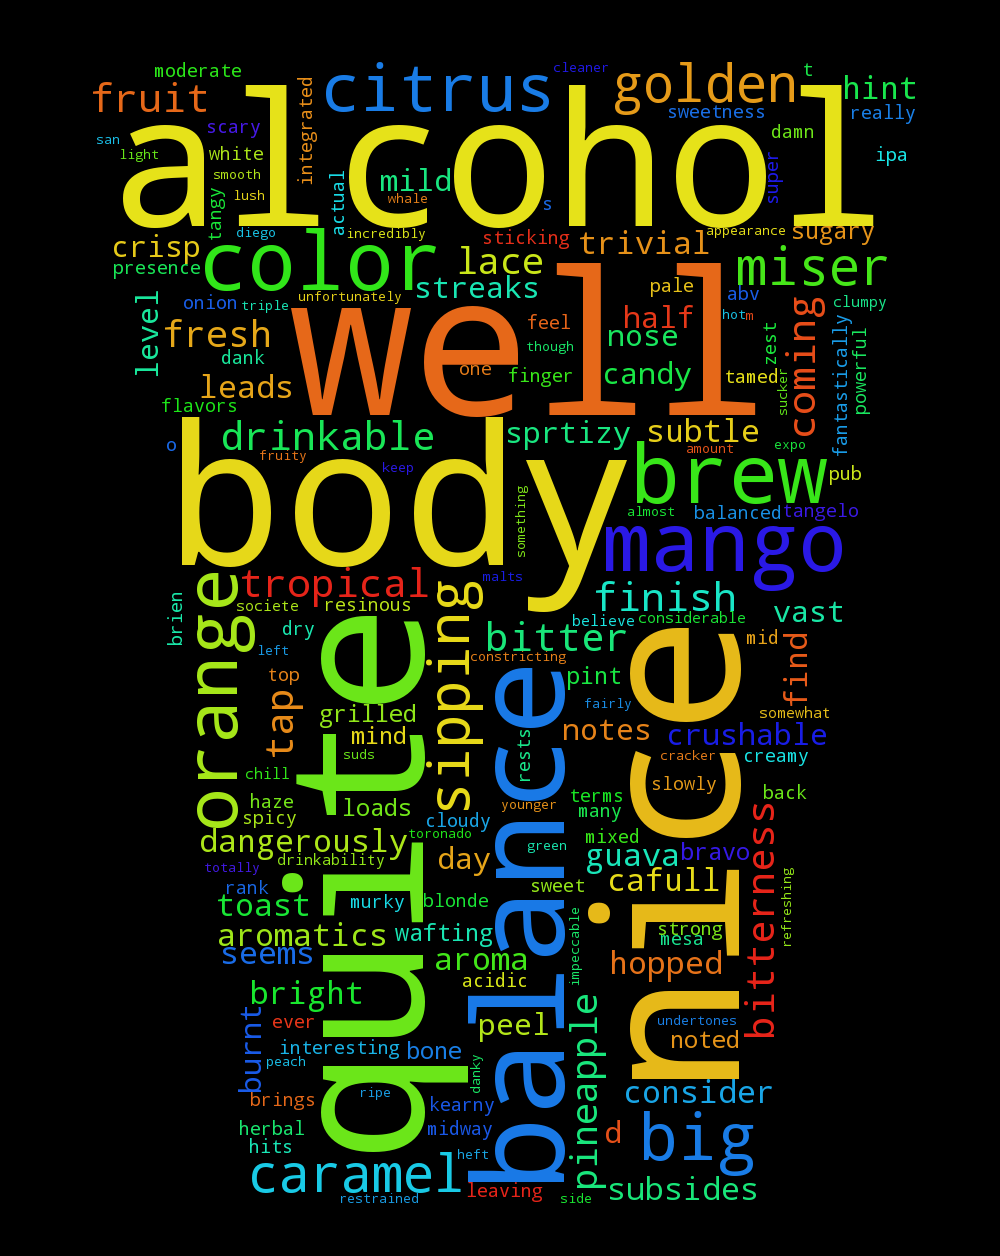 cleaner
moderate
citrus
golden
t
hint
fruit
alcohol
integrated
sweetness
really
san
scary
damn
light
white
mild
super
ipa
smooth
actual
whale
tangy
lush
s
diego
incredibly
sticking
trivial
appearance
sugary
crisp
color
lace
miser
presence
streaks
pale
abv
level
onion
triple
unfortunately
well
half
hot
m
coming
clumpy
fresh
feel
nose
zest
fantastically
powerful
dank
though
one
finger
candy
tamed
leads
sucker
flavors
drinkable
sprtizy
subtle
o
fruity
keep
body
amount
expo
brew
pub
something
almost
balanced
tangelo
mango
orange
tropical
malts
sipping
finish
brien
societe
resinous
believe
considerable
vast
dry
quite
bitter
nice
mid
left
constricting
find
top
tap
balance
pint
grilled
fairly
somewhat
mind
notes
crushable
suds
rests
cracker
creamy
chill
slowly
haze
loads
younger
terms
back
spicy
cloudy
many
bitterness
dangerously
toronado
mixed
drinkability
day
green
guava
bravo
totally
rank
sweet
cafull
refreshing
toast
murky
blonde
impeccable
strong
aromatics
wafting
mesa
seems
aroma
hopped
bright
acidic
pineapple
burnt
ever
peel
undertones
interesting
bone
noted
peach
danky
brings
ripe
kearny
consider
herbal
midway
d
big
hits
heft
caramel
leaving
subsides
restrained
side